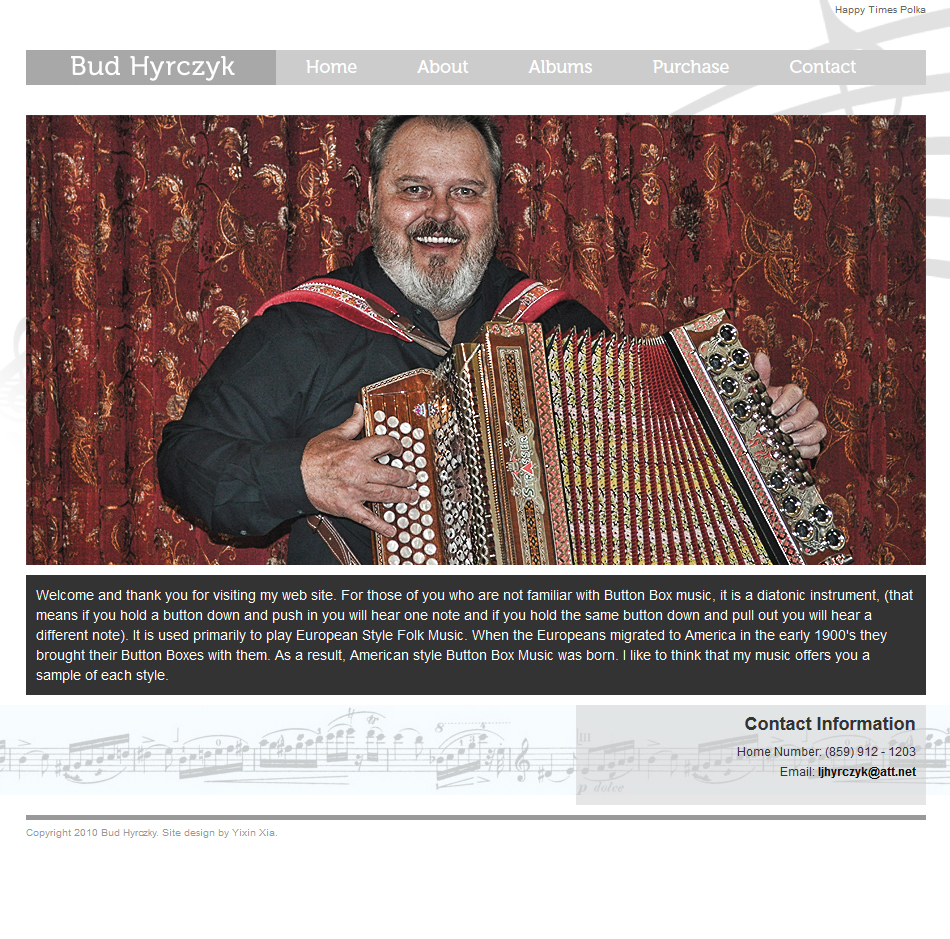 Happy Times Polka
Bud Hyrczyk Home About Albums Purchase Contact
STRASSER
Welcome and thank you for visiting my web site. For those of you who are not familiar with Button Box music, it is a diatonic instrument, (that
means if you hold a button down and push in you will hear one note and if you hold the same button down and pull out you will hear a
different note). It is used primarily to play European Style Folk Music. When the Europeans migrated to America in the early 1900's they
brought their Button Boxes with them. As a result, American style Button Box Music was born. I like to think that my music offers you a
sample of each style.
Contact Information
Home Number: (859) 912 - 1203
Email: ljhyrczyk@att.net
p dolce
Copyright 2010 Bud Hyrczky. Site design by Yixin Xia.